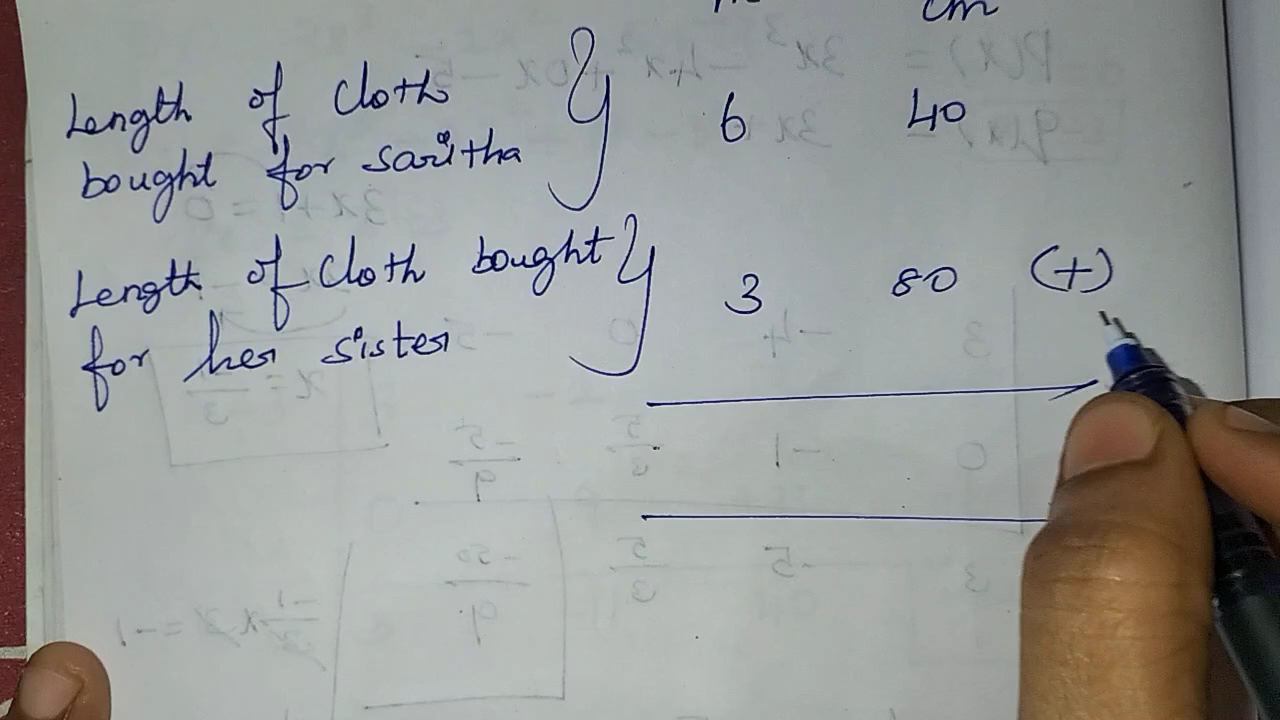 cm
Length of cloth
bought for saritha } 6 40
Length of cloth bought
for her sister } 3 80 (+)